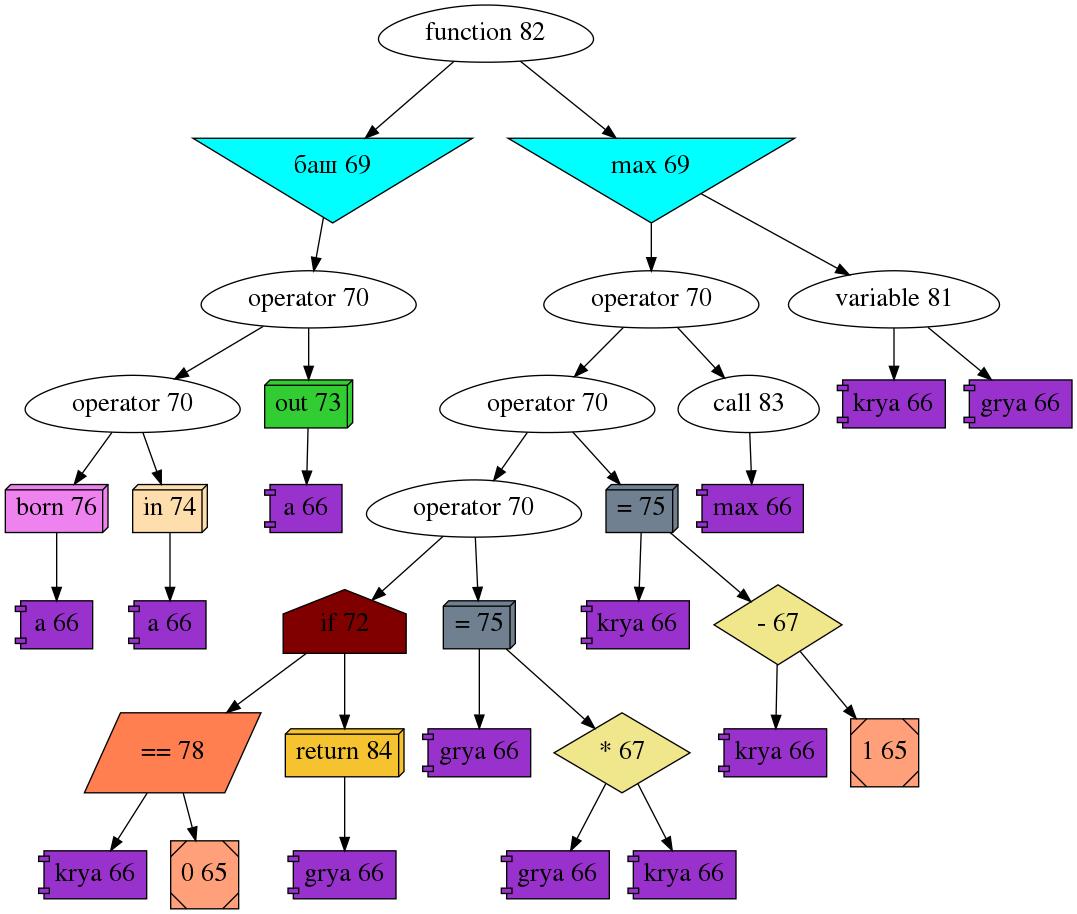 function 82
баш 69
max 69
operator 70
operator 70
variable 81
operator 70
out 73
operator 70
call 83
krya 66
grya 66
born 76
in 74
a 66
operator 70
= 75
max 66
a 66
a 66
if 72
= 75
krya 66
- 67
== 78
return 84
grya 66
* 67
krya 66
1 65
krya 66
0 65
grya 66
grya 66
krya 66